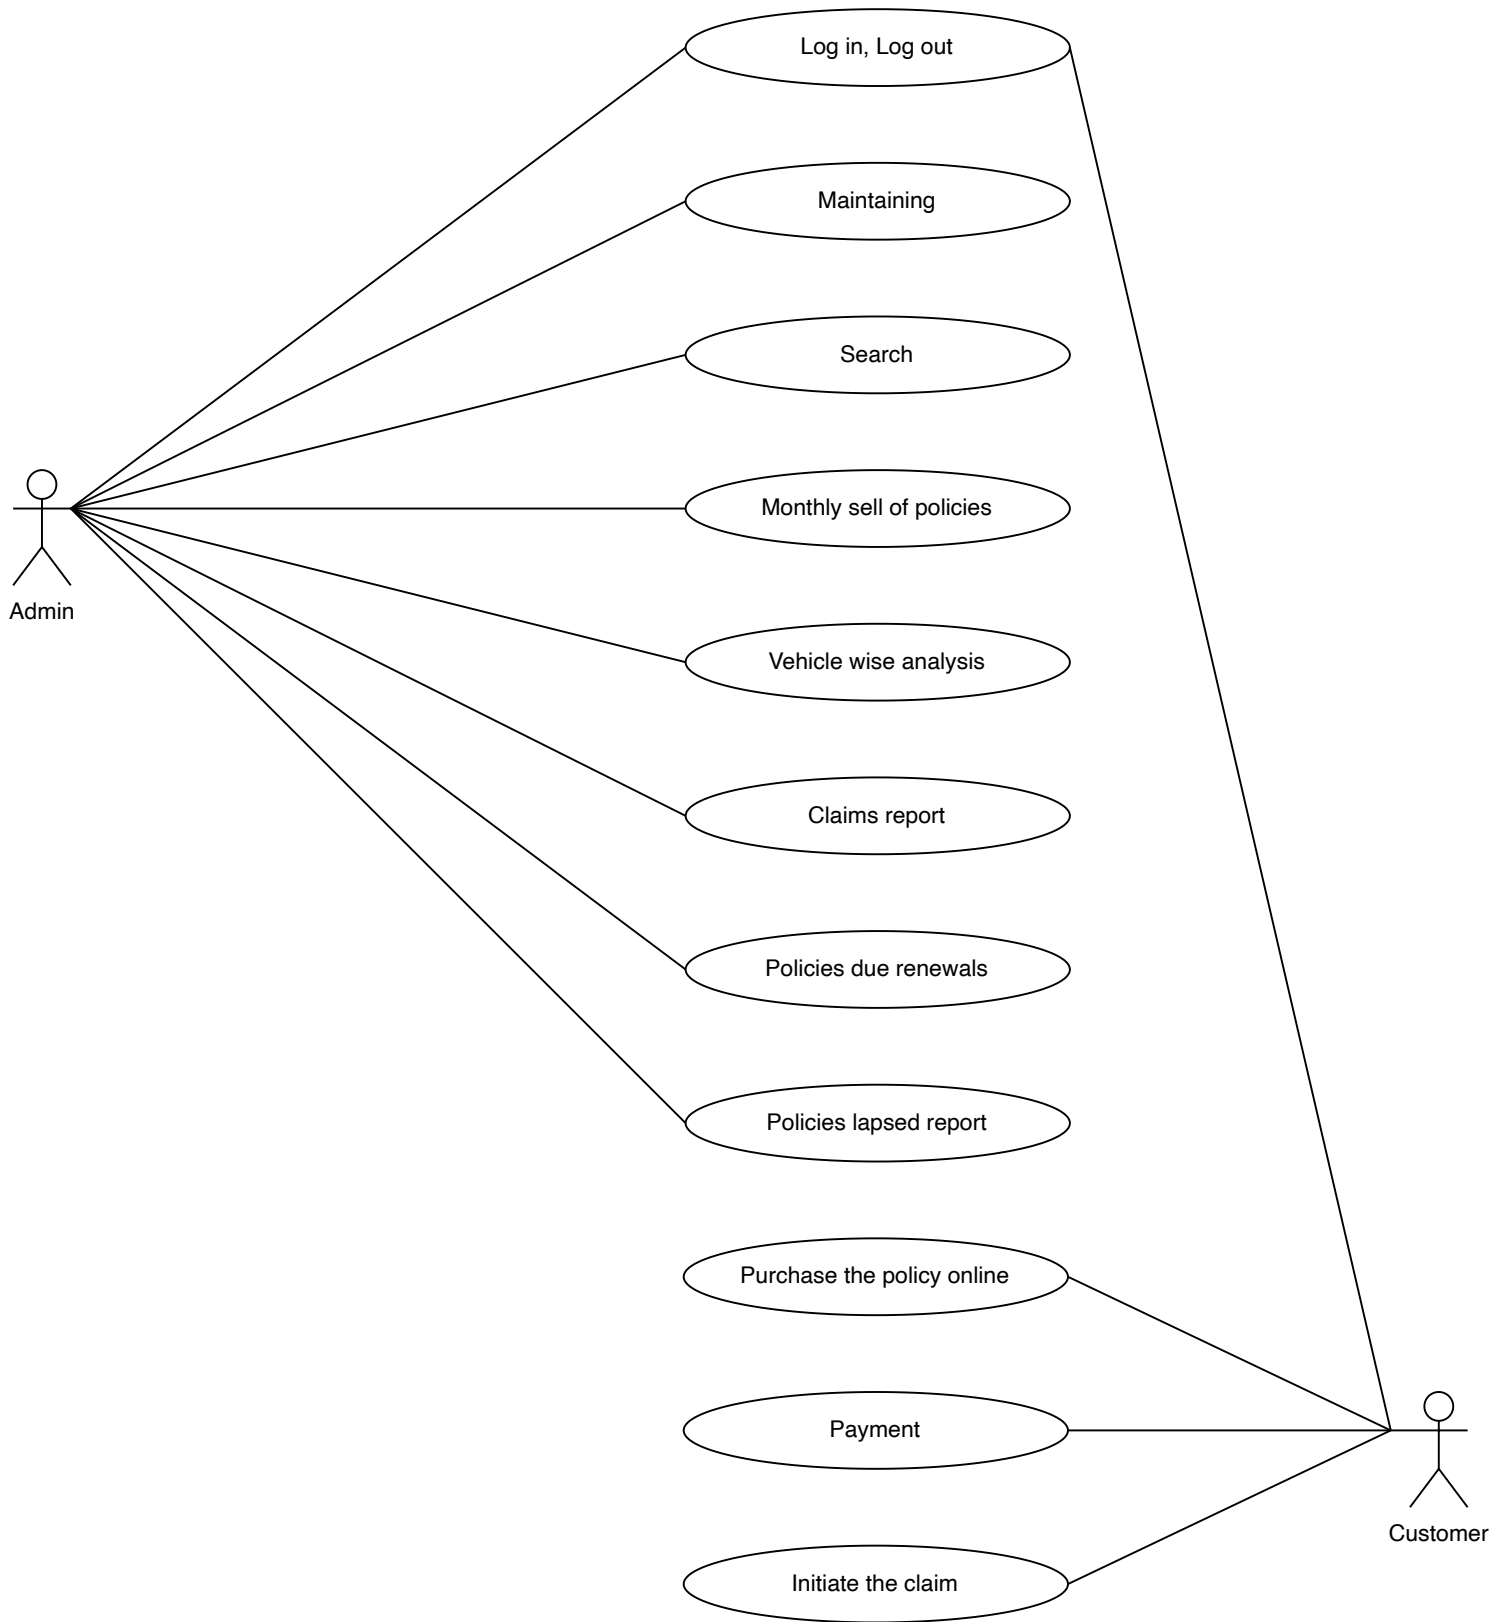 Log in, Log out
Maintaining
Search
Monthly sell of policies
Admin
Vehicle wise analysis
Claims report
Policies due renewals
Policies lapsed report
Purchase the policy online
Payment
Customer
Initiate the claim